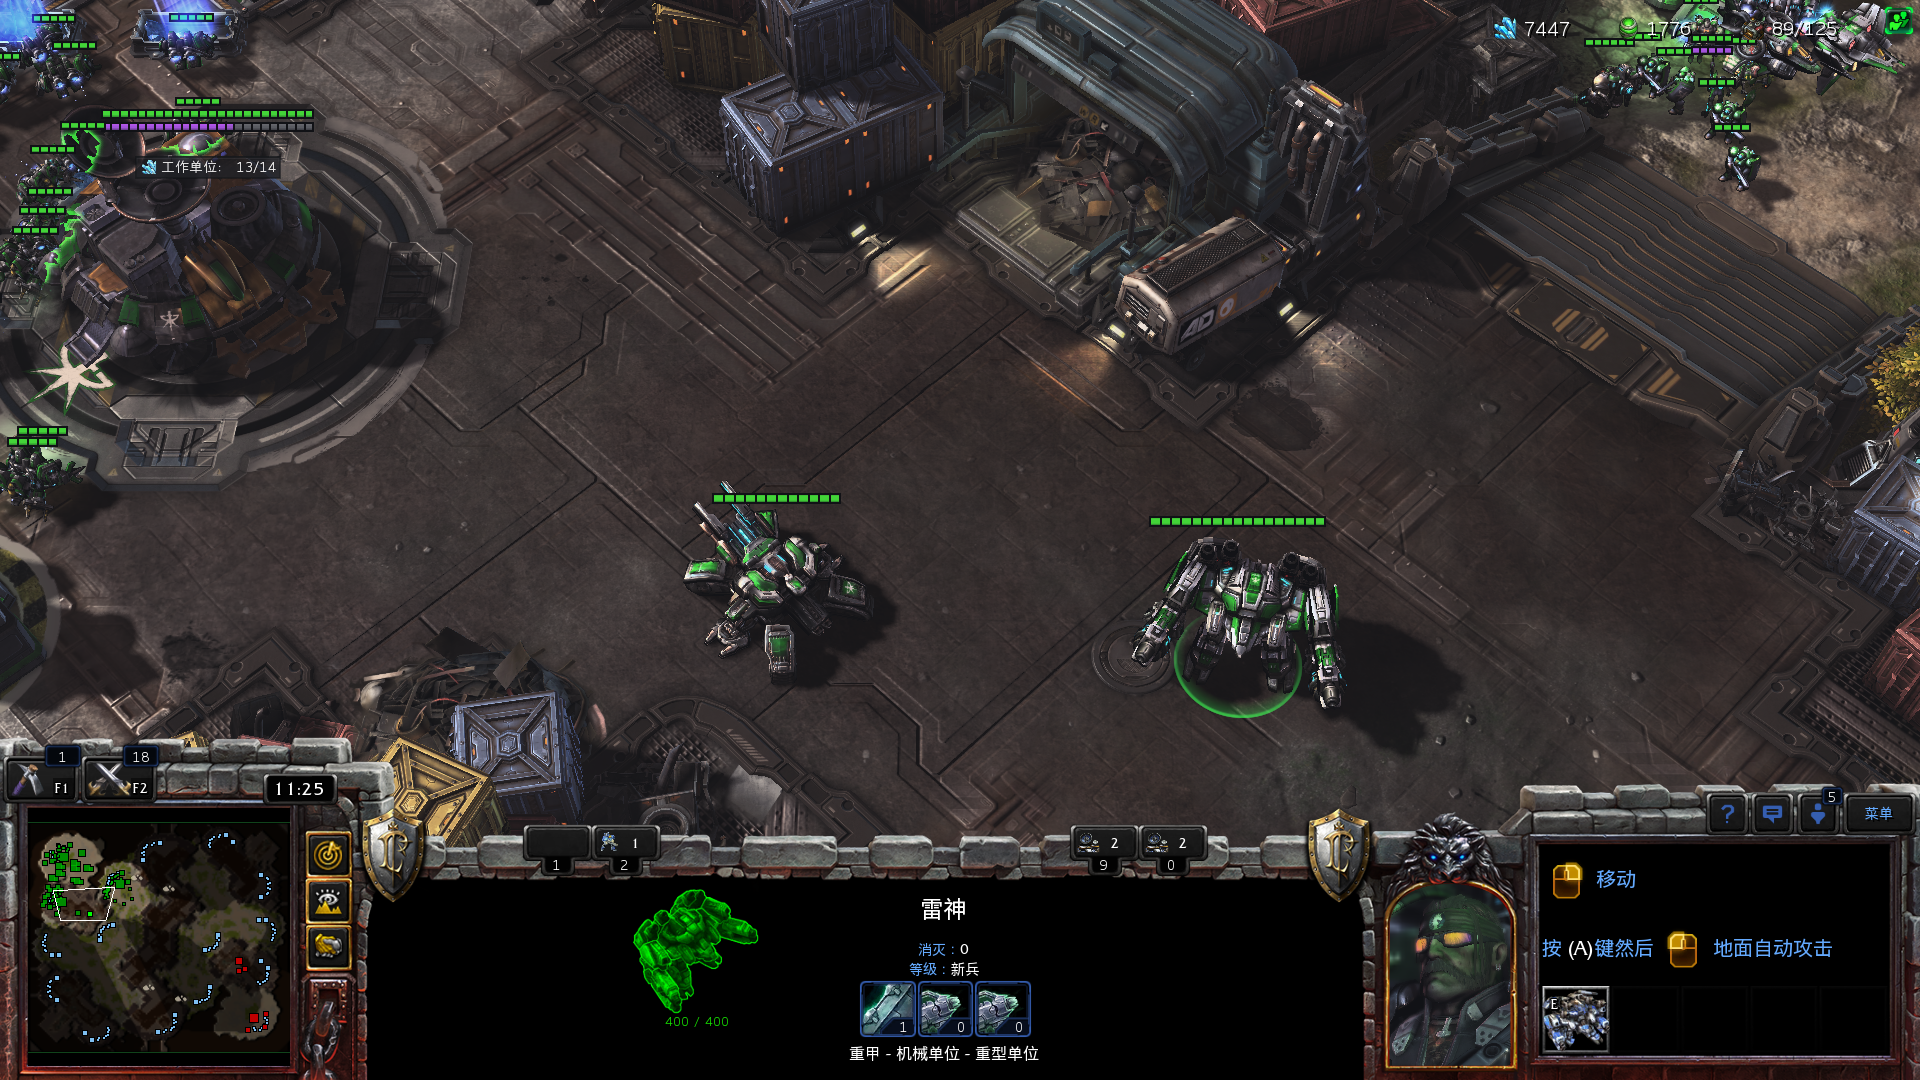 7447 1776 89/125
工作单位: 13/14
AD
1 18
F1 F2
11:25
1 2 2
1 2 9 0
5
菜单
雷神
消灭 : 0
等级 : 新兵
1 0 0
400 / 400
重甲 - 机械单位 - 重型单位
移动
按 (A)键然后 地面自动攻击
E